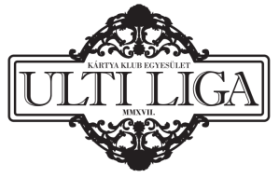 KÁRTYA KLUB EGYESÜLET
ULTI LIGA
MMXVII.